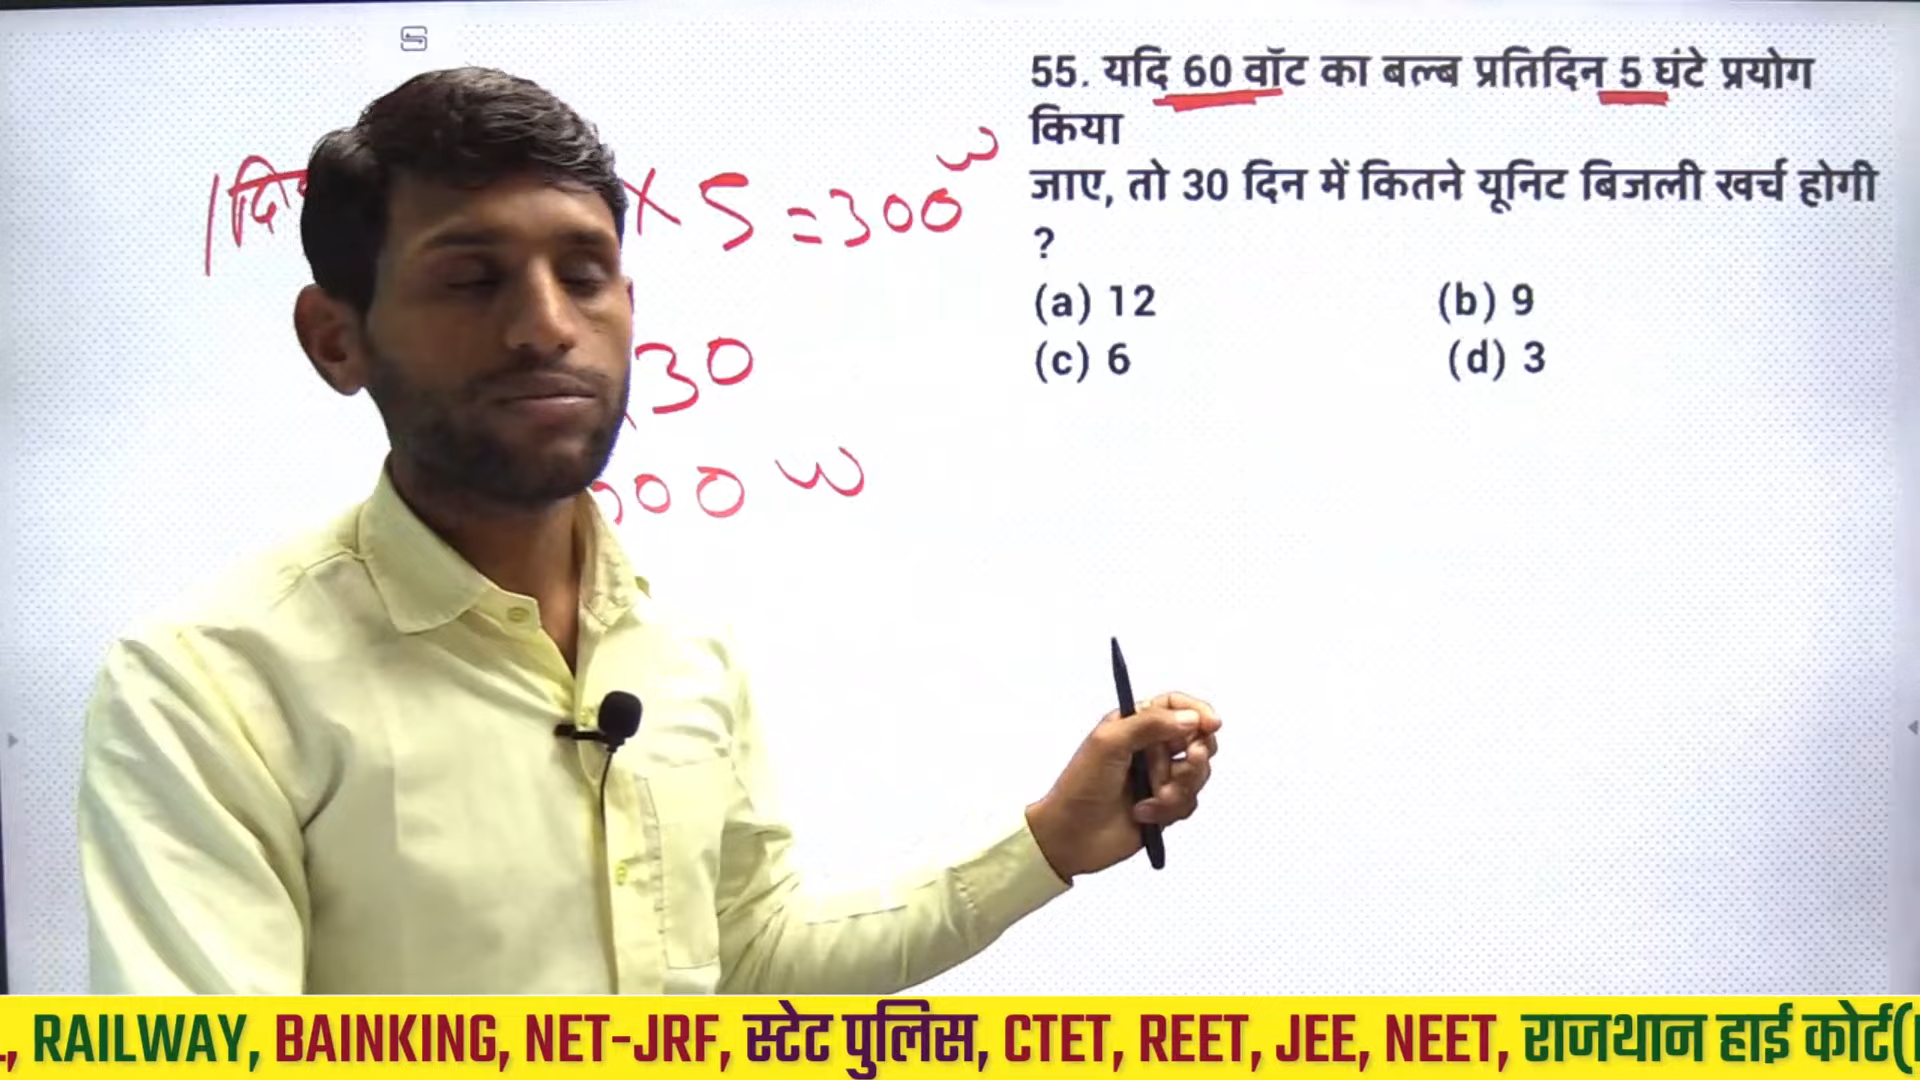 55. यदि 60 वॉट का बल्ब प्रतिदिन 5 घंटे प्रयोग
किया
जाए, तो 30 दिन में कितने यूनिट बिजली खर्च होगी
?
(a) 12 (b) 9
(c) 6 (d) 3
× 5 = 300 w
30
00 w
RAILWAY, BAINKING, NET-JRF, स्टेट पुलिस, CTET, REET, JEE, NEET, राजथान हाई कोर्ट(